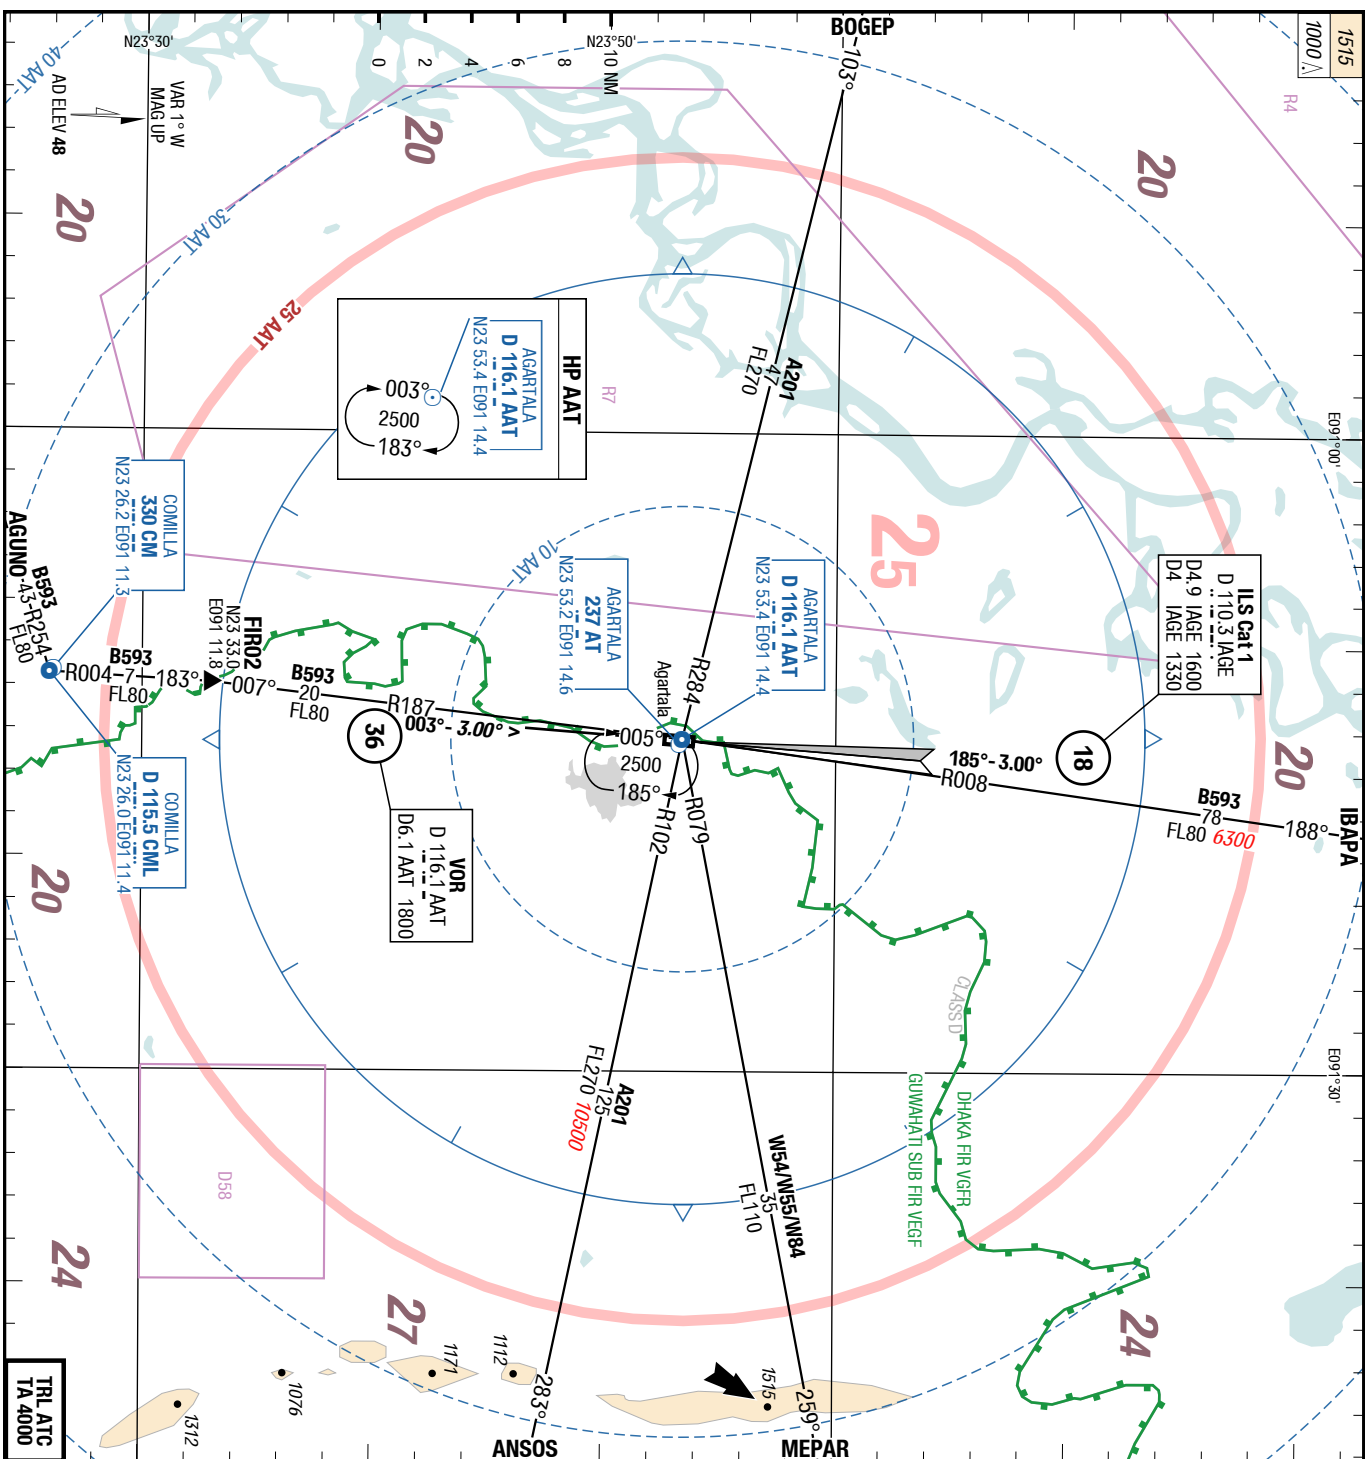 1515
1000
R4
BOGEP
103°
N23°30'
N23°50'
0
2
4
6
8
10 NM
40 AAT
VAR 1° W
MAG UP
AD ELEV 48
20
20
20
30 AAT
25 AAT
A201
47
FL270
HP AAT
AGARTALA
D 116.1 AAT
N23 53.4 E091 14.4
003°
2500
183°
R7
E091°00'
25
ILS Cat 1
D 110.3 IAGE
D4.9 IAGE 1600
D4 IAGE 1330
COMILLA
330 CM
N23 26.2 E091 11.3
10 AAT
AGARTALA
237 AT
N23 53.2 E091 14.6
AGARTALA
D 116.1 AAT
N23 53.4 E091 14.4
AGUNO
B593
43
R254
FL80
FIR02
N23 33.0
E091 11.8
B593
R004
7
183°
FL80
007°
B593
20
FL80
R187
003° - 3.00° >
36
Agartala
R284
005°
2500
185°
R079
R102
185° - 3.00°
R008
18
B593
78
FL80 6300
188°
IBAPA
20
COMILLA
D 115.5 CML
N23 26.0 E091 11.4
VOR
D 116.1 AAT
D6.1 AAT 1800
20
CLASS D
DHAKA FIR VGFR
GUWAHATI SUB FIR VEGF
E091°30'
A201
125
FL270 10500
W54/W55/W84
35
FL110
D58
24
27
24
1171
1112
1076
1312
1515
283°
259°
ANSOS
MEPAR
TRL ATC
TA 4000